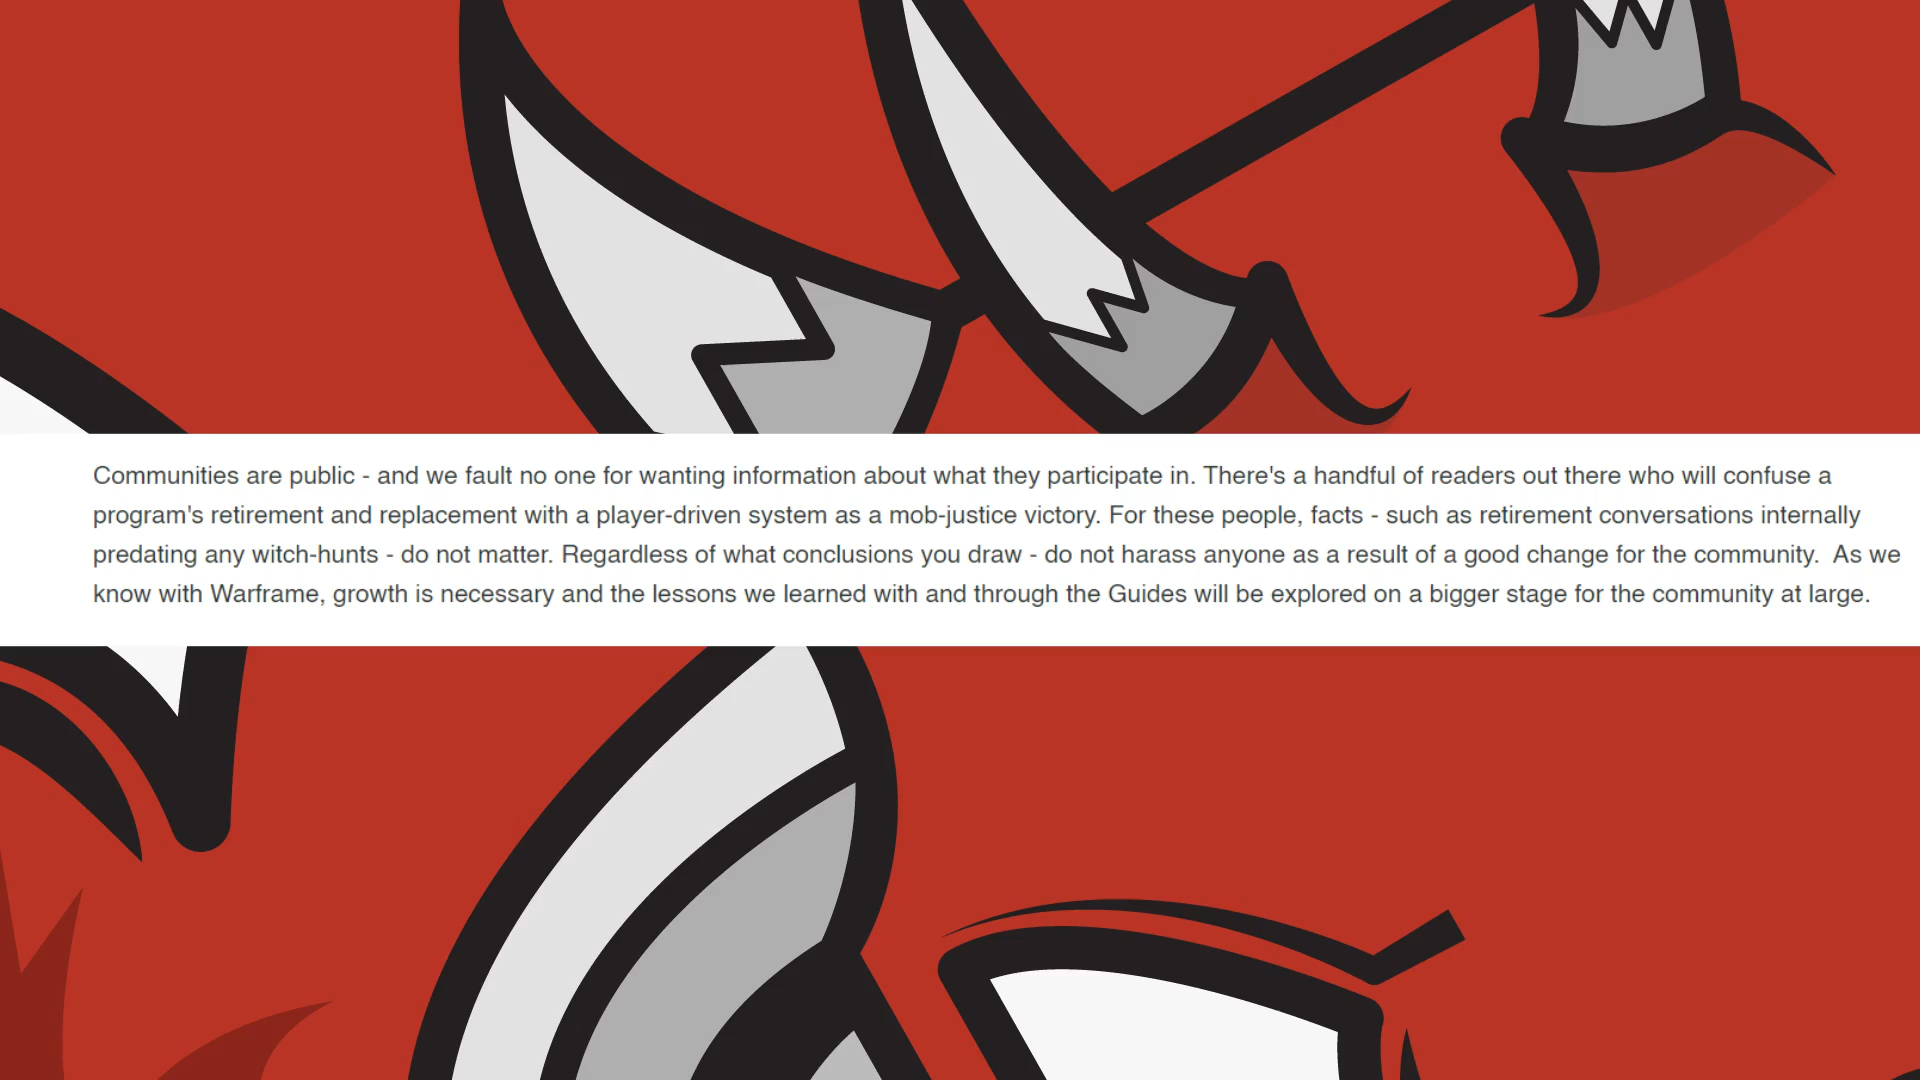 Communities are public - and we fault no one for wanting information about what they participate in. There's a handful of readers out there who will confuse a
program's retirement and replacement with a player-driven system as a mob-justice victory. For these people, facts - such as retirement conversations internally
predating any witch-hunts - do not matter. Regardless of what conclusions you draw - do not harass anyone as a result of a good change for the community.  As we
know with Warframe, growth is necessary and the lessons we learned with and through the Guides will be explored on a bigger stage for the community at large.